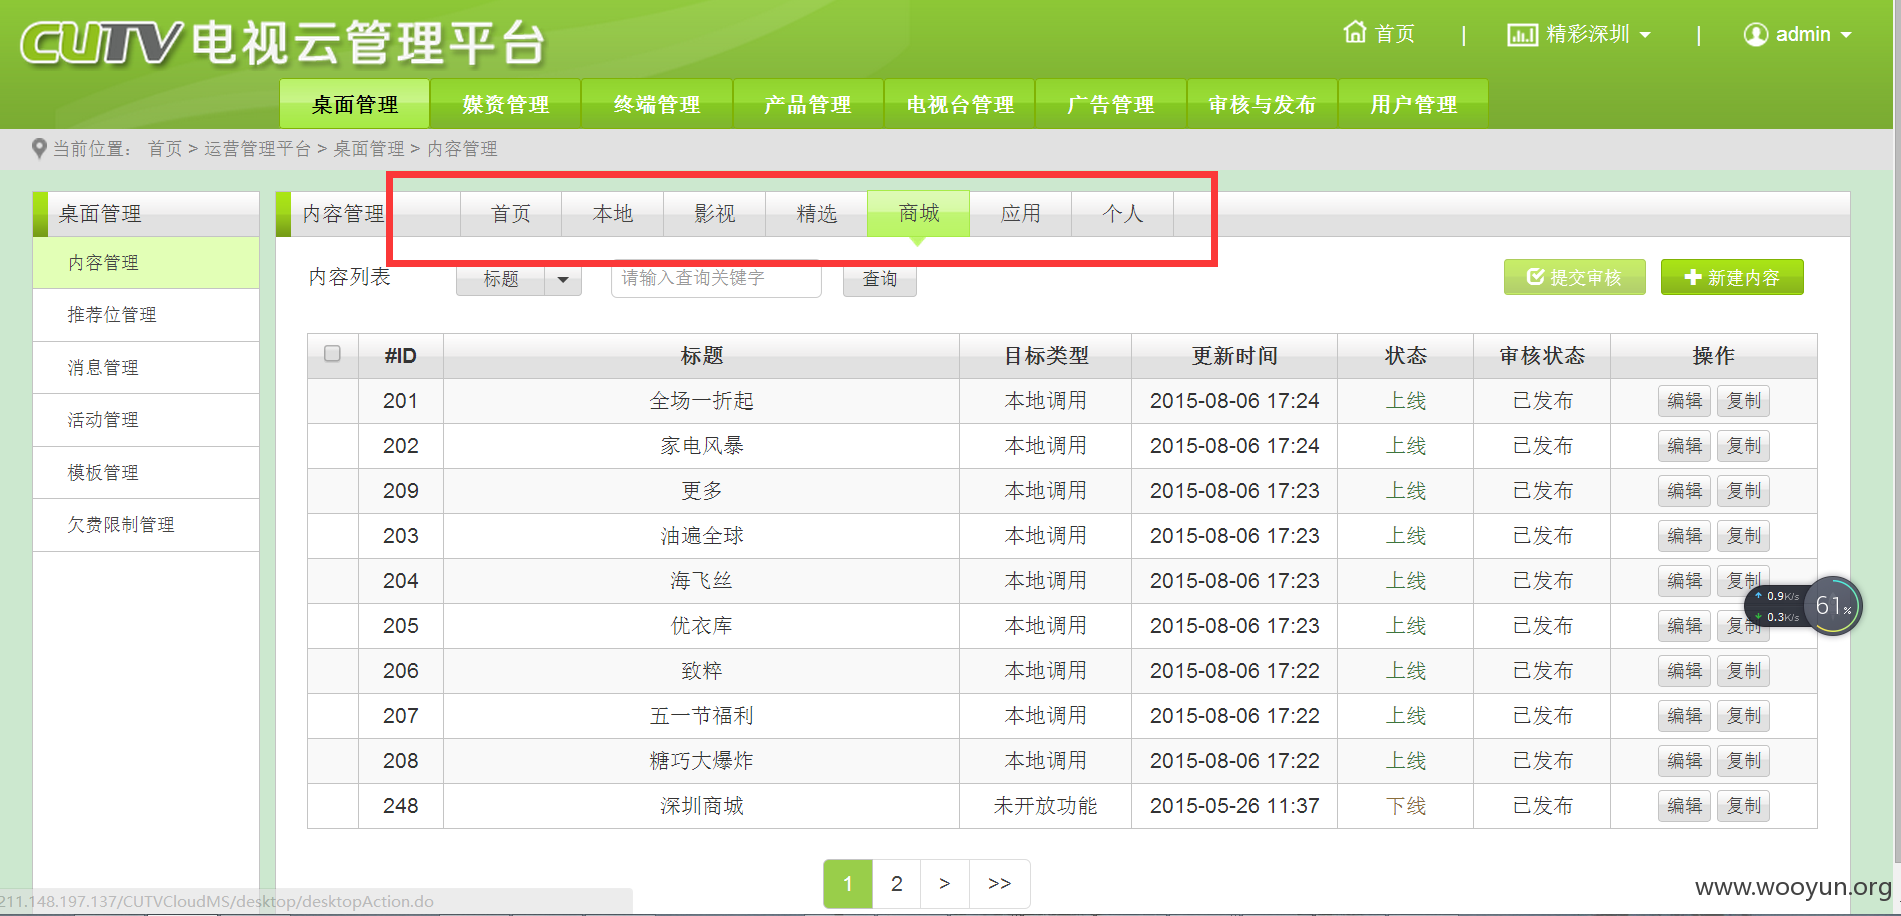 CUTV电视云管理平台
首页 | 精彩深圳 | admin
桌面管理 媒资管理 终端管理 产品管理 电视台管理 广告管理 审核与发布 用户管理
当前位置： 首页 > 运营管理平台 > 桌面管理 > 内容管理
桌面管理
内容管理
推荐位管理
消息管理
活动管理
模板管理
欠费限制管理
内容管理 首页 本地 影视 精选 商城 应用 个人
内容列表 标题 请输入查询关键字 查询 提交审核 新建内容
#ID 标题 目标类型 更新时间 状态 审核状态 操作
201 全场一折起 本地调用 2015-08-06 17:24 上线 已发布 编辑 复制
202 家电风暴 本地调用 2015-08-06 17:24 上线 已发布 编辑 复制
209 更多 本地调用 2015-08-06 17:23 上线 已发布 编辑 复制
203 油遍全球 本地调用 2015-08-06 17:23 上线 已发布 编辑 复制
204 海飞丝 本地调用 2015-08-06 17:23 上线 已发布 编辑 复制
205 优衣库 本地调用 2015-08-06 17:23 上线 已发布 编辑 复制
206 致粹 本地调用 2015-08-06 17:22 上线 已发布 编辑 复制
207 五一节福利 本地调用 2015-08-06 17:22 上线 已发布 编辑 复制
208 糖巧大爆炸 本地调用 2015-08-06 17:22 上线 已发布 编辑 复制
248 深圳商城 未开放功能 2015-05-26 11:37 下线 已发布 编辑 复制
0.9K/s
0.3K/s
61%
1 2 > >>
211.148.197.137/CUTVCloudMS/desktop/desktopAction.do
www.wooyun.org